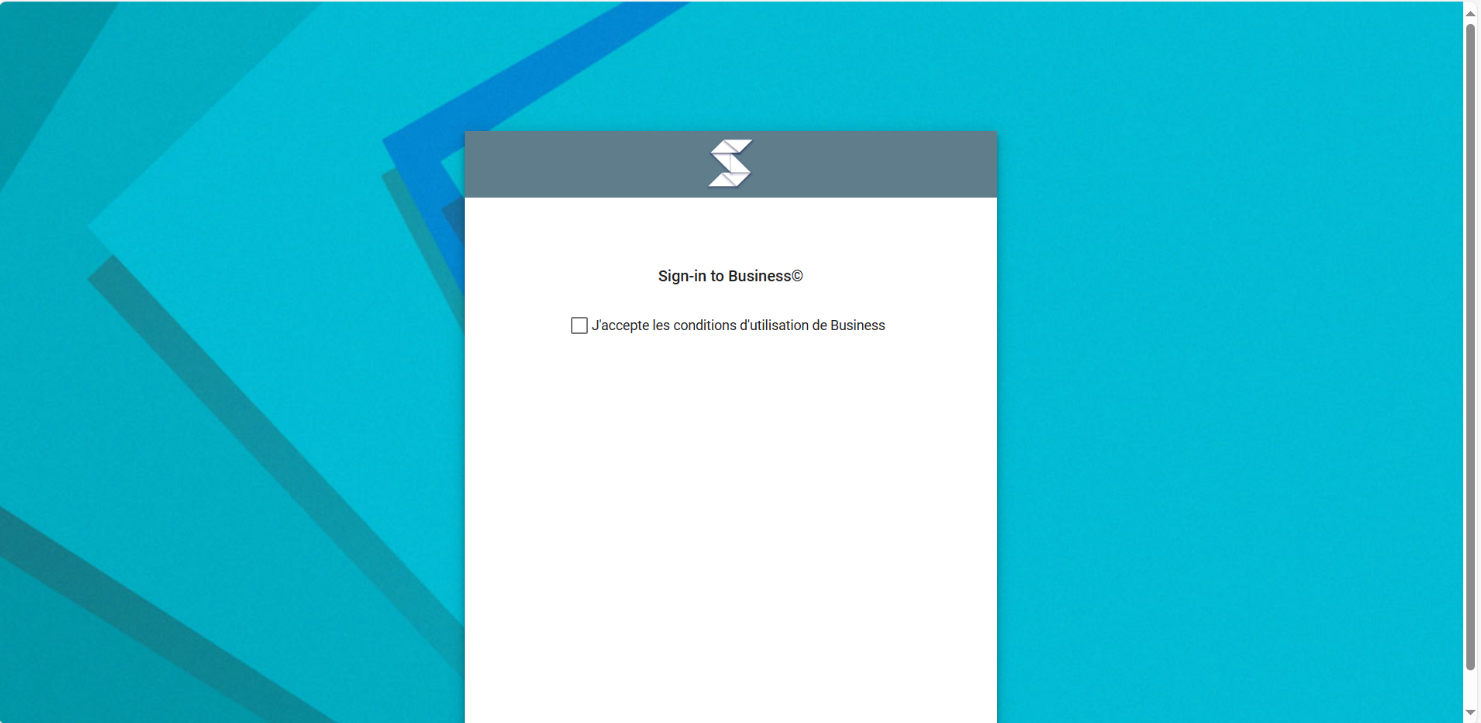 Sign-in to Business©
J'accepte les conditions d'utilisation de Business